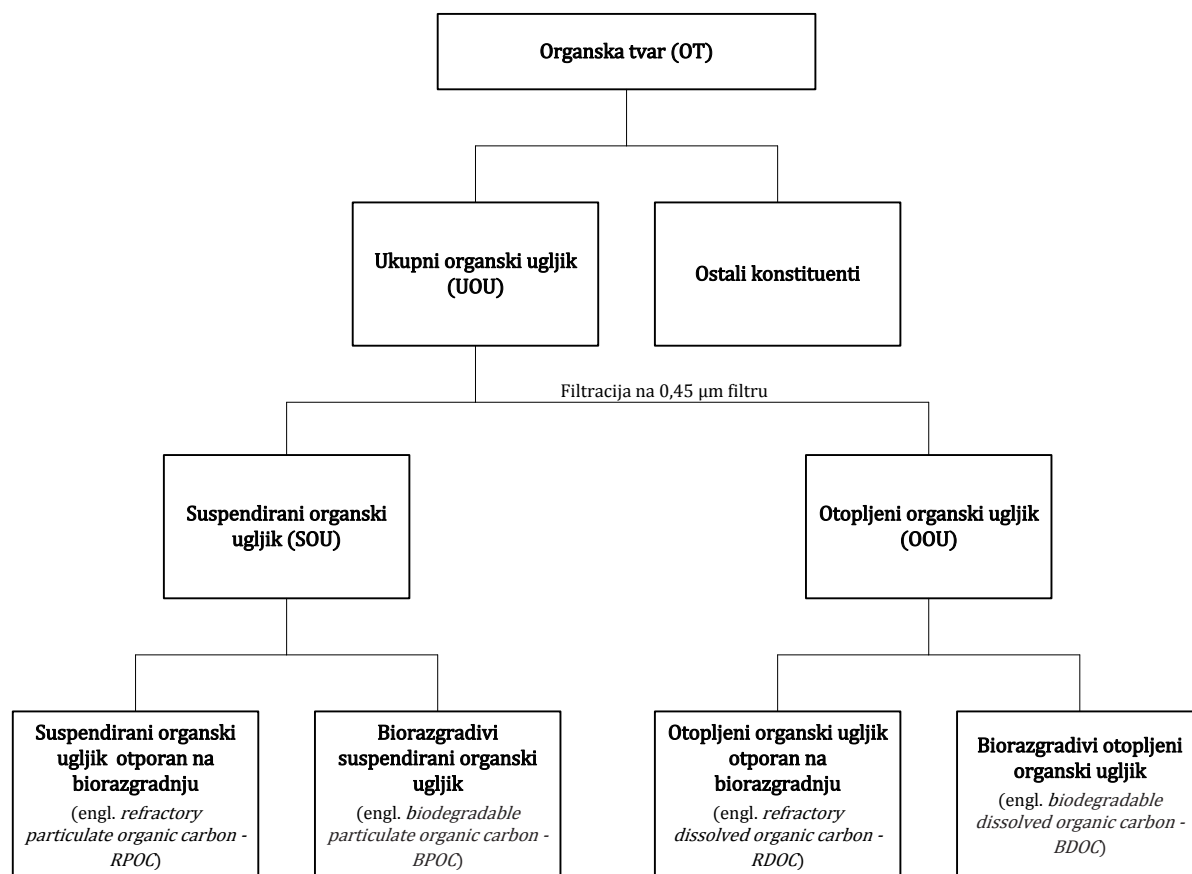 Organska tvar (OT)
Ukupni organski ugljik
(UOU)
Ostali konstituenti
Filtracija na 0,45 µm filtru
Suspendirani organski
ugljik (SOU)
Otopljeni organski ugljik
(OOU)
Suspendirani organski
ugljik otporan na
biorazgradnju
(engl. refractory
particulate organic carbon -
RPOC)
Biorazgradivi
suspendirani organski
ugljik
(engl. biodegradable
particulate organic carbon -
BPOC)
Otopljeni organski ugljik
otporan na
biorazgradnju
(engl. refractory
dissolved organic carbon -
RDOC)
Biorazgradivi otopljeni
organski ugljik
(engl. biodegradable
dissolved organic carbon -
BDOC)